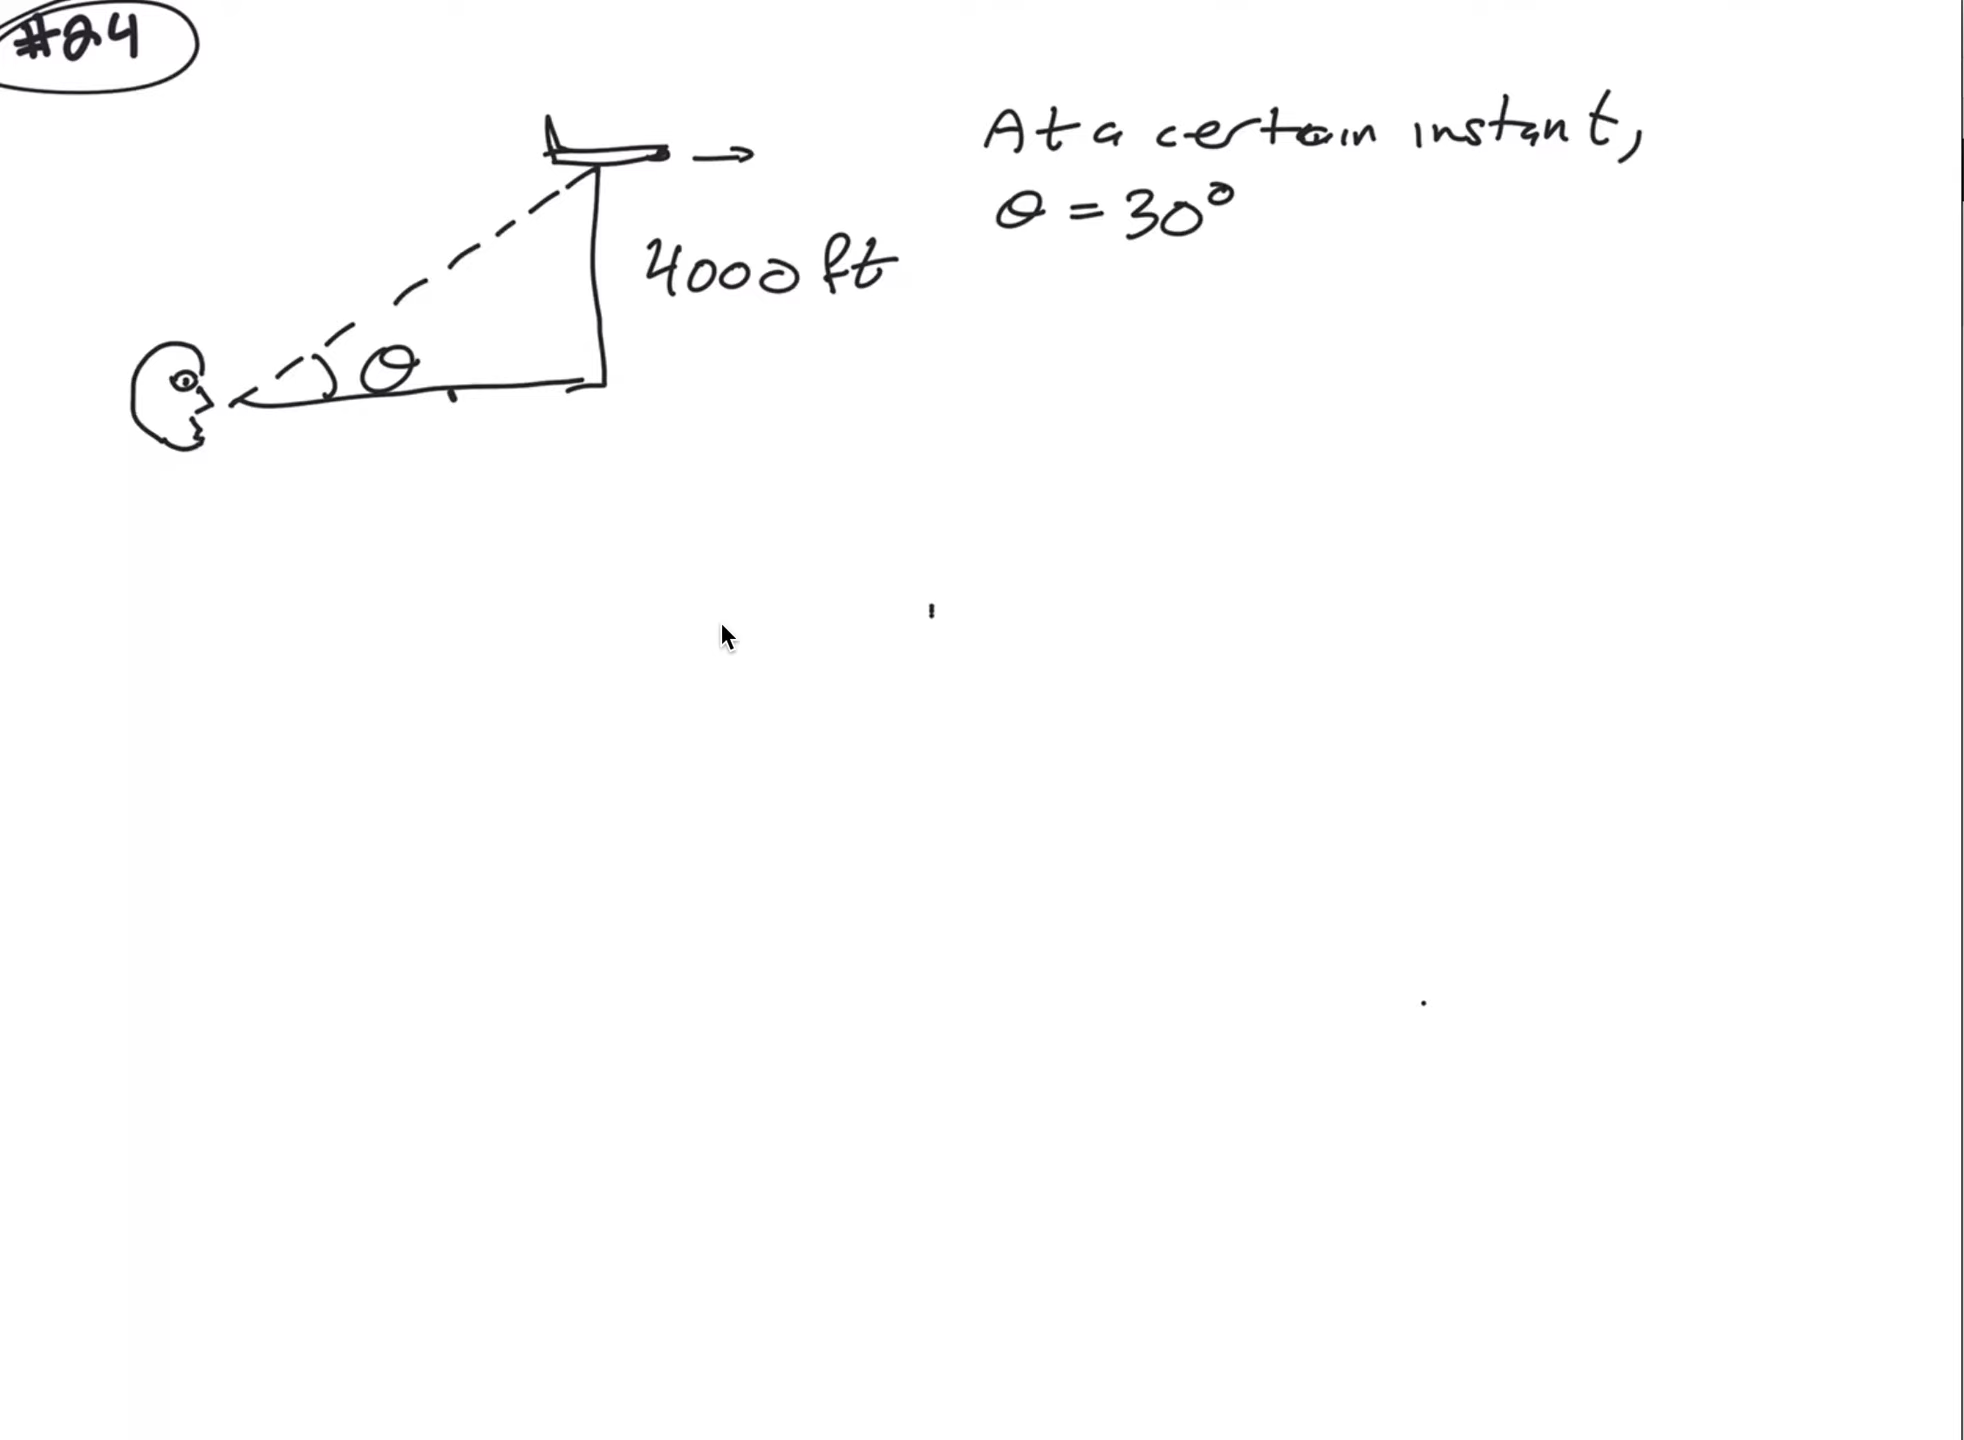 #24
At a certain instant,
θ = 30°
4000 ft
θ